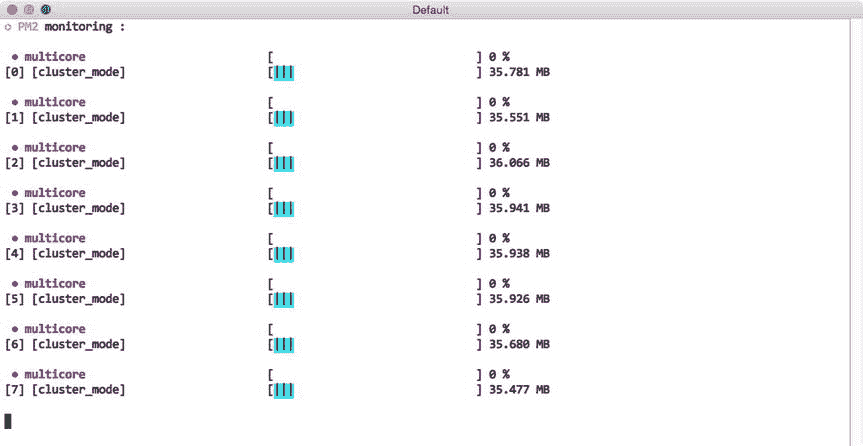 Default
PM2 monitoring :
● multicore [ ] 0 %
[0] [cluster_mode] [||| ] 35.781 MB
● multicore [ ] 0 %
[1] [cluster_mode] [||| ] 35.551 MB
● multicore [ ] 0 %
[2] [cluster_mode] [||| ] 36.066 MB
● multicore [ ] 0 %
[3] [cluster_mode] [||| ] 35.941 MB
● multicore [ ] 0 %
[4] [cluster_mode] [||| ] 35.938 MB
● multicore [ ] 0 %
[5] [cluster_mode] [||| ] 35.926 MB
● multicore [ ] 0 %
[6] [cluster_mode] [||| ] 35.680 MB
● multicore [ ] 0 %
[7] [cluster_mode] [||| ] 35.477 MB